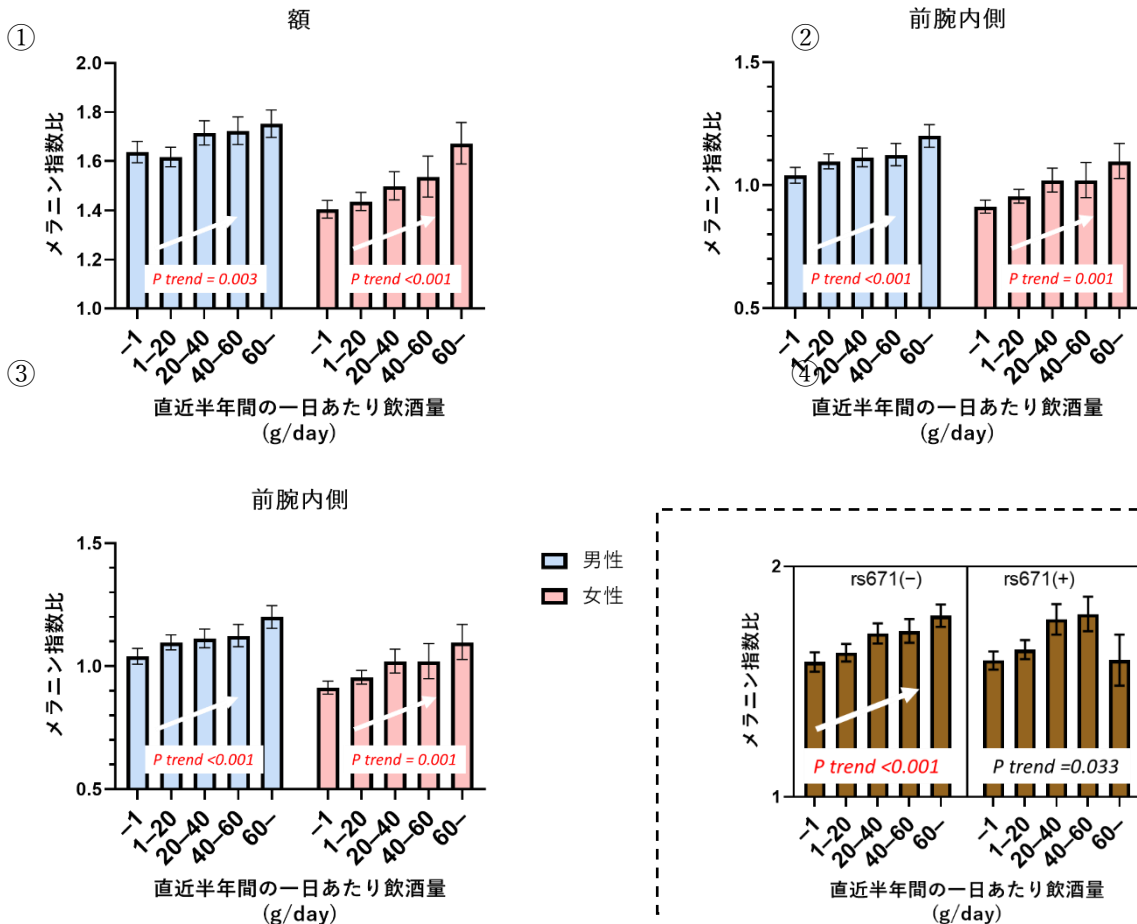 ①
額
メラニン指数比
2.0
1.8
1.6
1.4
1.2
1.0
P trend = 0.003
P trend <0.001
–1
1–20
20–40
40–60
60–
–1
1–20
20–40
40–60
60–
直近半年間の一日あたり飲酒量
(g/day)
②
前腕内側
メラニン指数比
1.5
1.0
0.5
P trend <0.001
P trend = 0.001
–1
1–20
20–40
40–60
60–
–1
1–20
20–40
40–60
60–
直近半年間の一日あたり飲酒量
(g/day)
③
前腕内側
メラニン指数比
1.5
1.0
0.5
P trend <0.001
P trend = 0.001
–1
1–20
20–40
40–60
60–
–1
1–20
20–40
40–60
60–
直近半年間の一日あたり飲酒量
(g/day)
男性
女性
④
メラニン指数比
2
1
rs671(−)
rs671(+)
P trend <0.001
P trend =0.033
–1
1–20
20–40
40–60
60–
–1
1–20
20–40
40–60
60–
直近半年間の一日あたり飲酒量
(g/day)